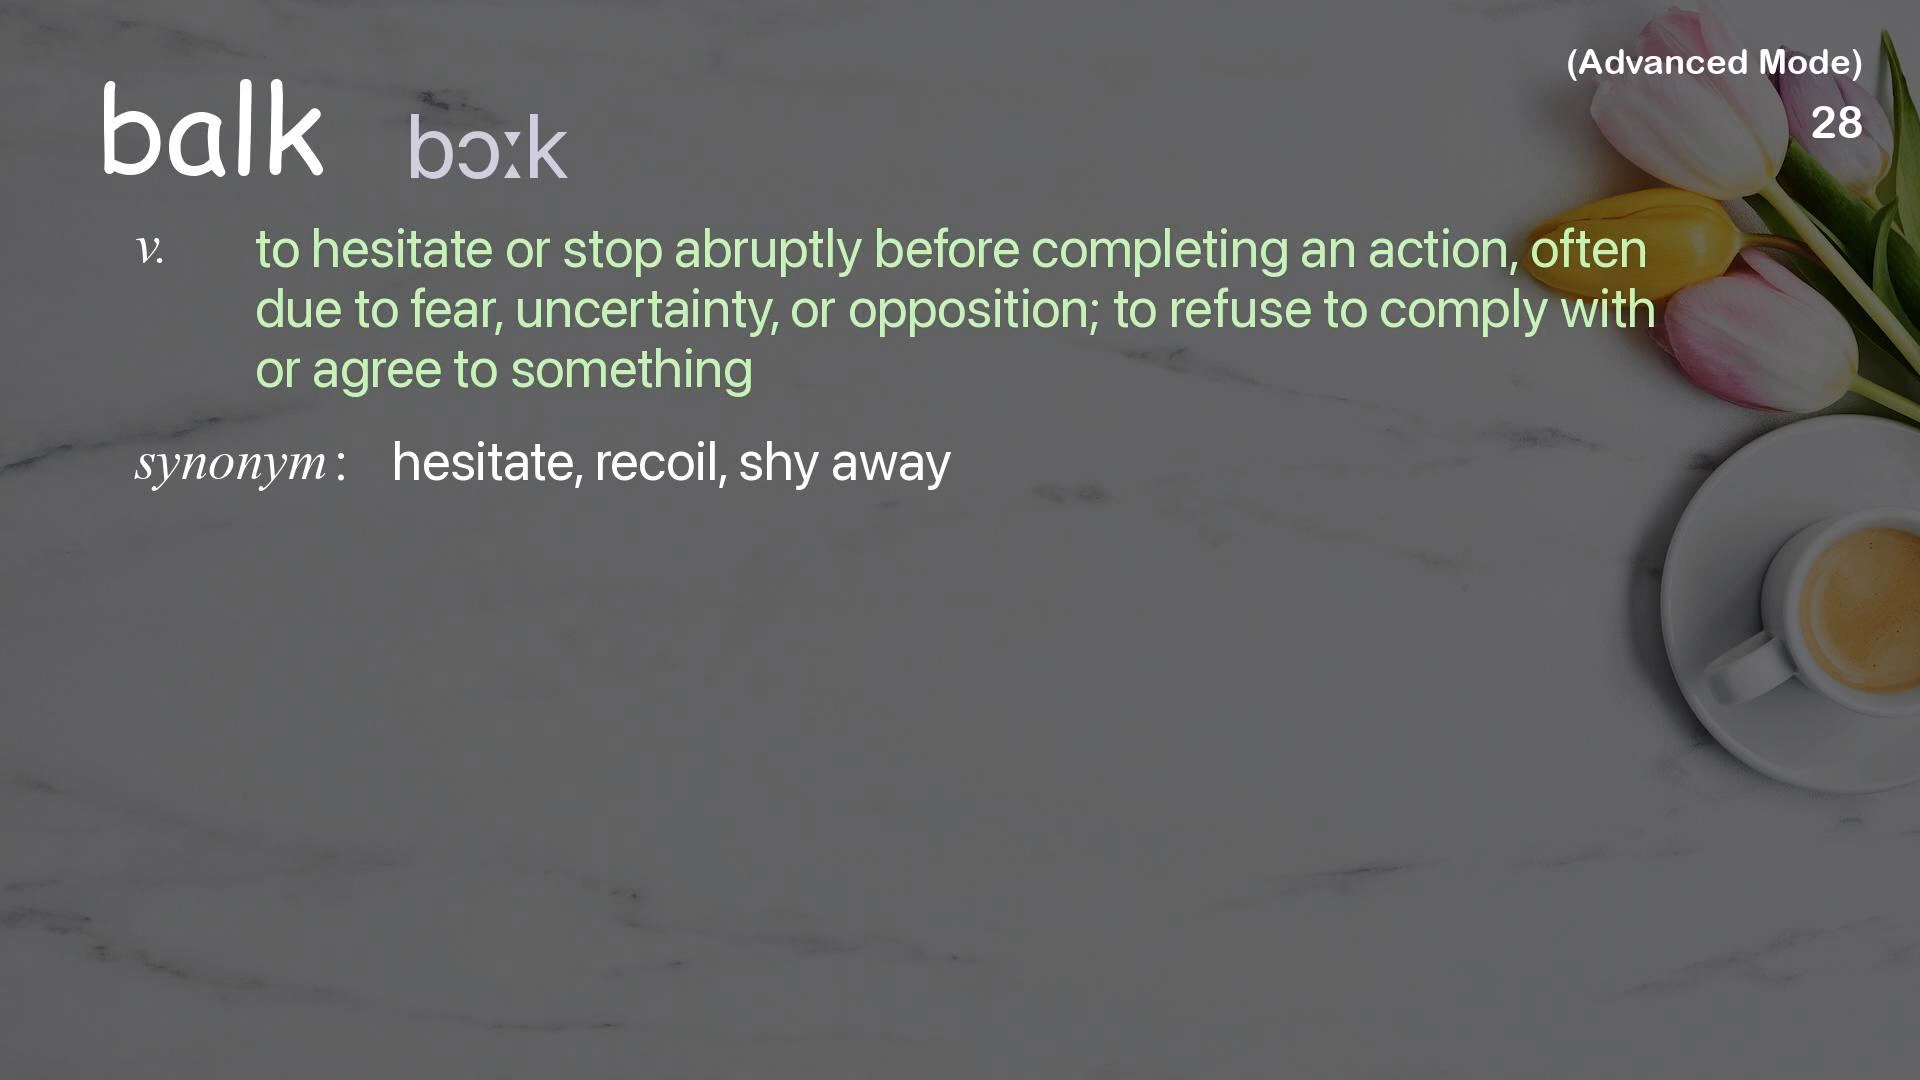 (Advanced Mode)
balk bɔːk
28
v. to hesitate or stop abruptly before completing an action, often
due to fear, uncertainty, or opposition; to refuse to comply with
or agree to something
synonym: hesitate, recoil, shy away